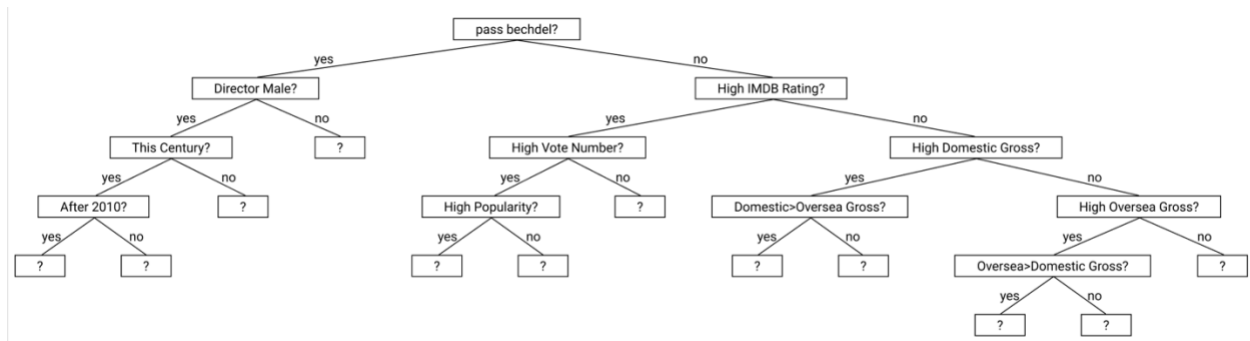 pass bechdel?
yes no
Director Male? High IMDB Rating?
yes no yes no
This Century? ? High Vote Number? High Domestic Gross?
yes no yes no yes no
After 2010? ? High Popularity? ? Domestic>Oversea Gross? High Oversea Gross?
yes no yes no yes no yes no
? ? ? ? ? ? Oversea>Domestic Gross? ?
yes no
? ?